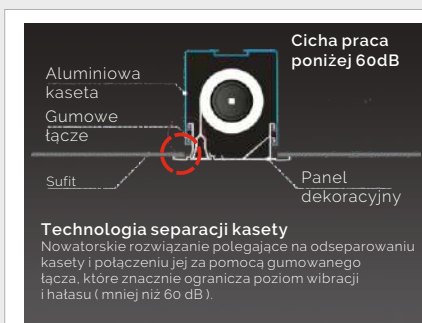 Cicha praca
poniżej 60dB
Aluminiowa
kaseta
Gumowe
łącze
Sufit
Panel
dekoracyjny
Technologia separacji kasety
Nowatorskie rozwiązanie polegające na odseparowaniu
kasety i połączeniu jej za pomocą gumowanego
łącza, które znacznie ogranicza poziom wibracji
i hałasu ( mniej niż 60 dB ).